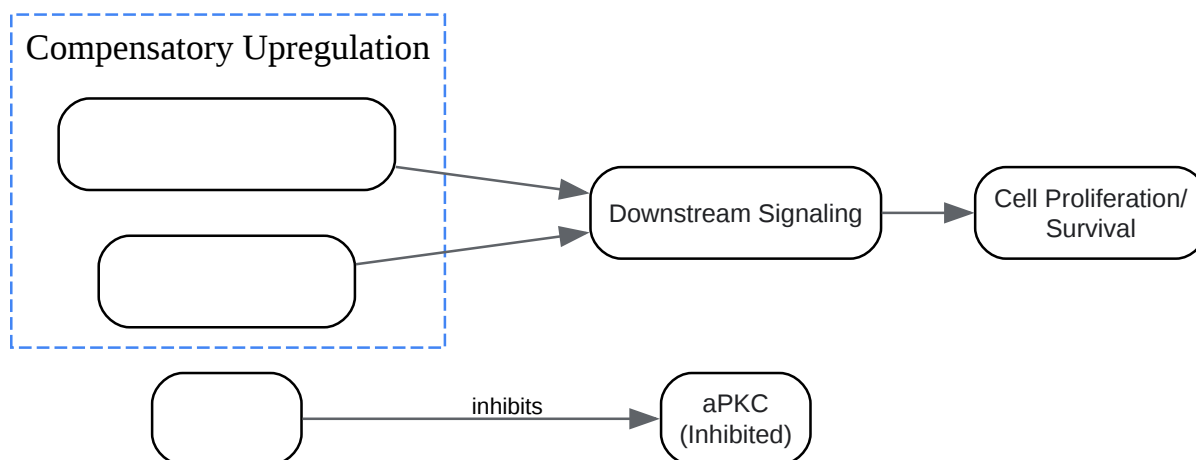 Compensatory Upregulation
Downstream Signaling
Cell Proliferation/
Survival
inhibits
aPKC
(Inhibited)